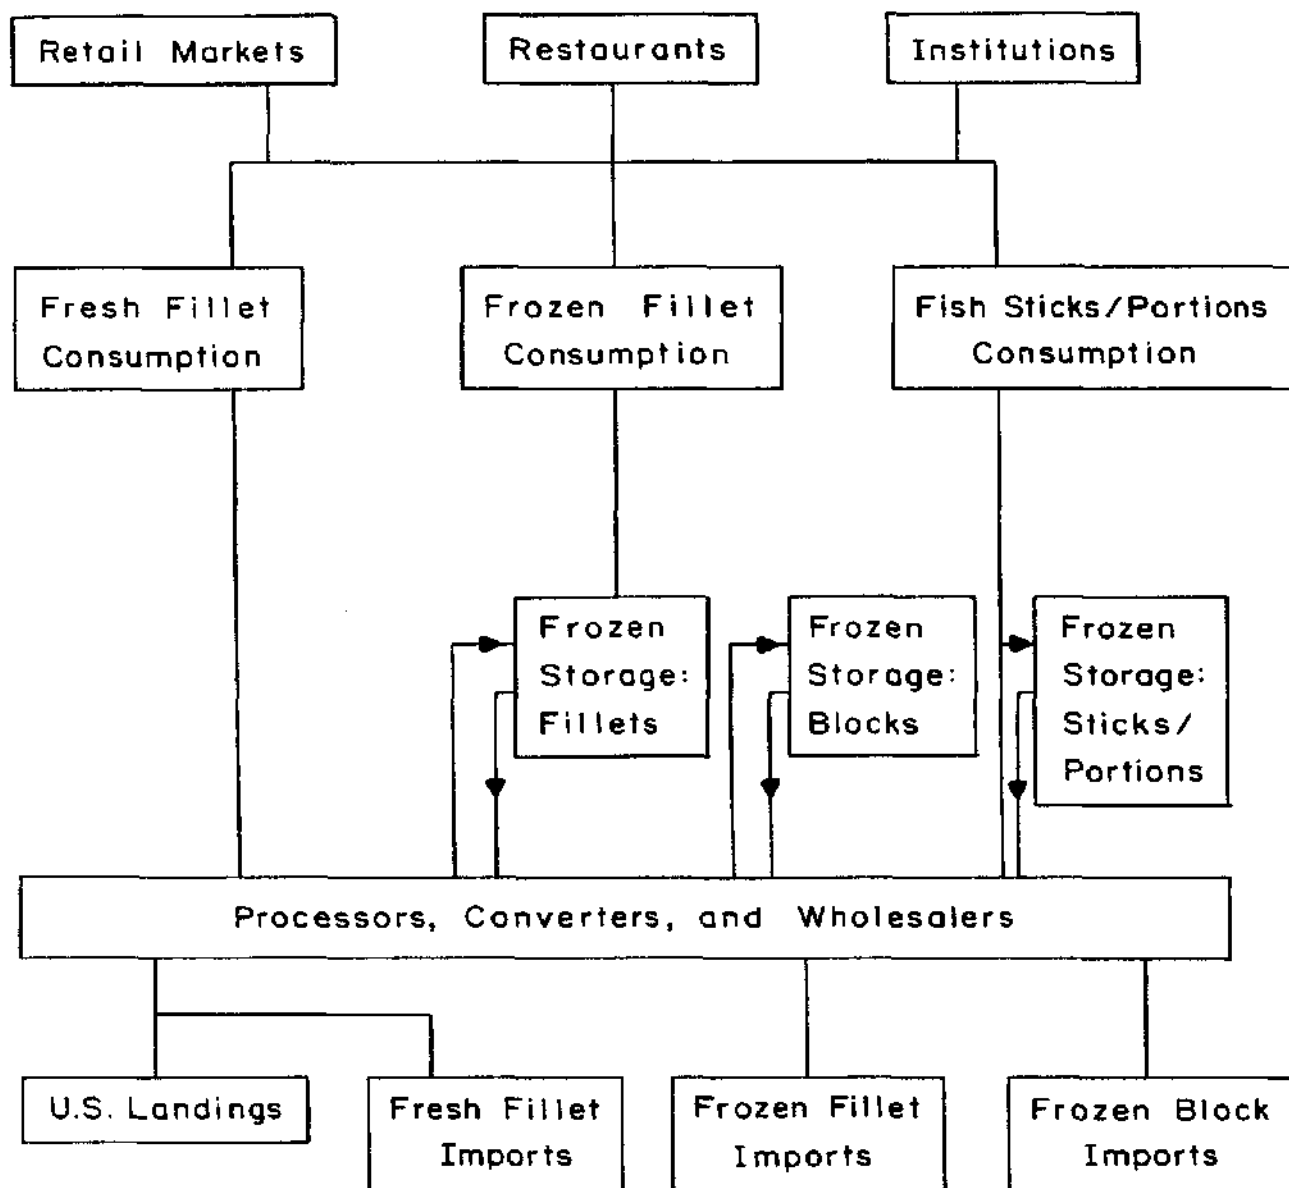 Retail Markets
Restaurants
Institutions
Fresh Fillet
Consumption
Frozen Fillet
Consumption
Fish Sticks/Portions
Consumption
Frozen
Storage:
Fillets
Frozen
Storage:
Blocks
Frozen
Storage:
Sticks/
Portions
Processors, Converters, and Wholesalers
U.S. Landings
Fresh Fillet
Imports
Frozen Fillet
Imports
Frozen Block
Imports